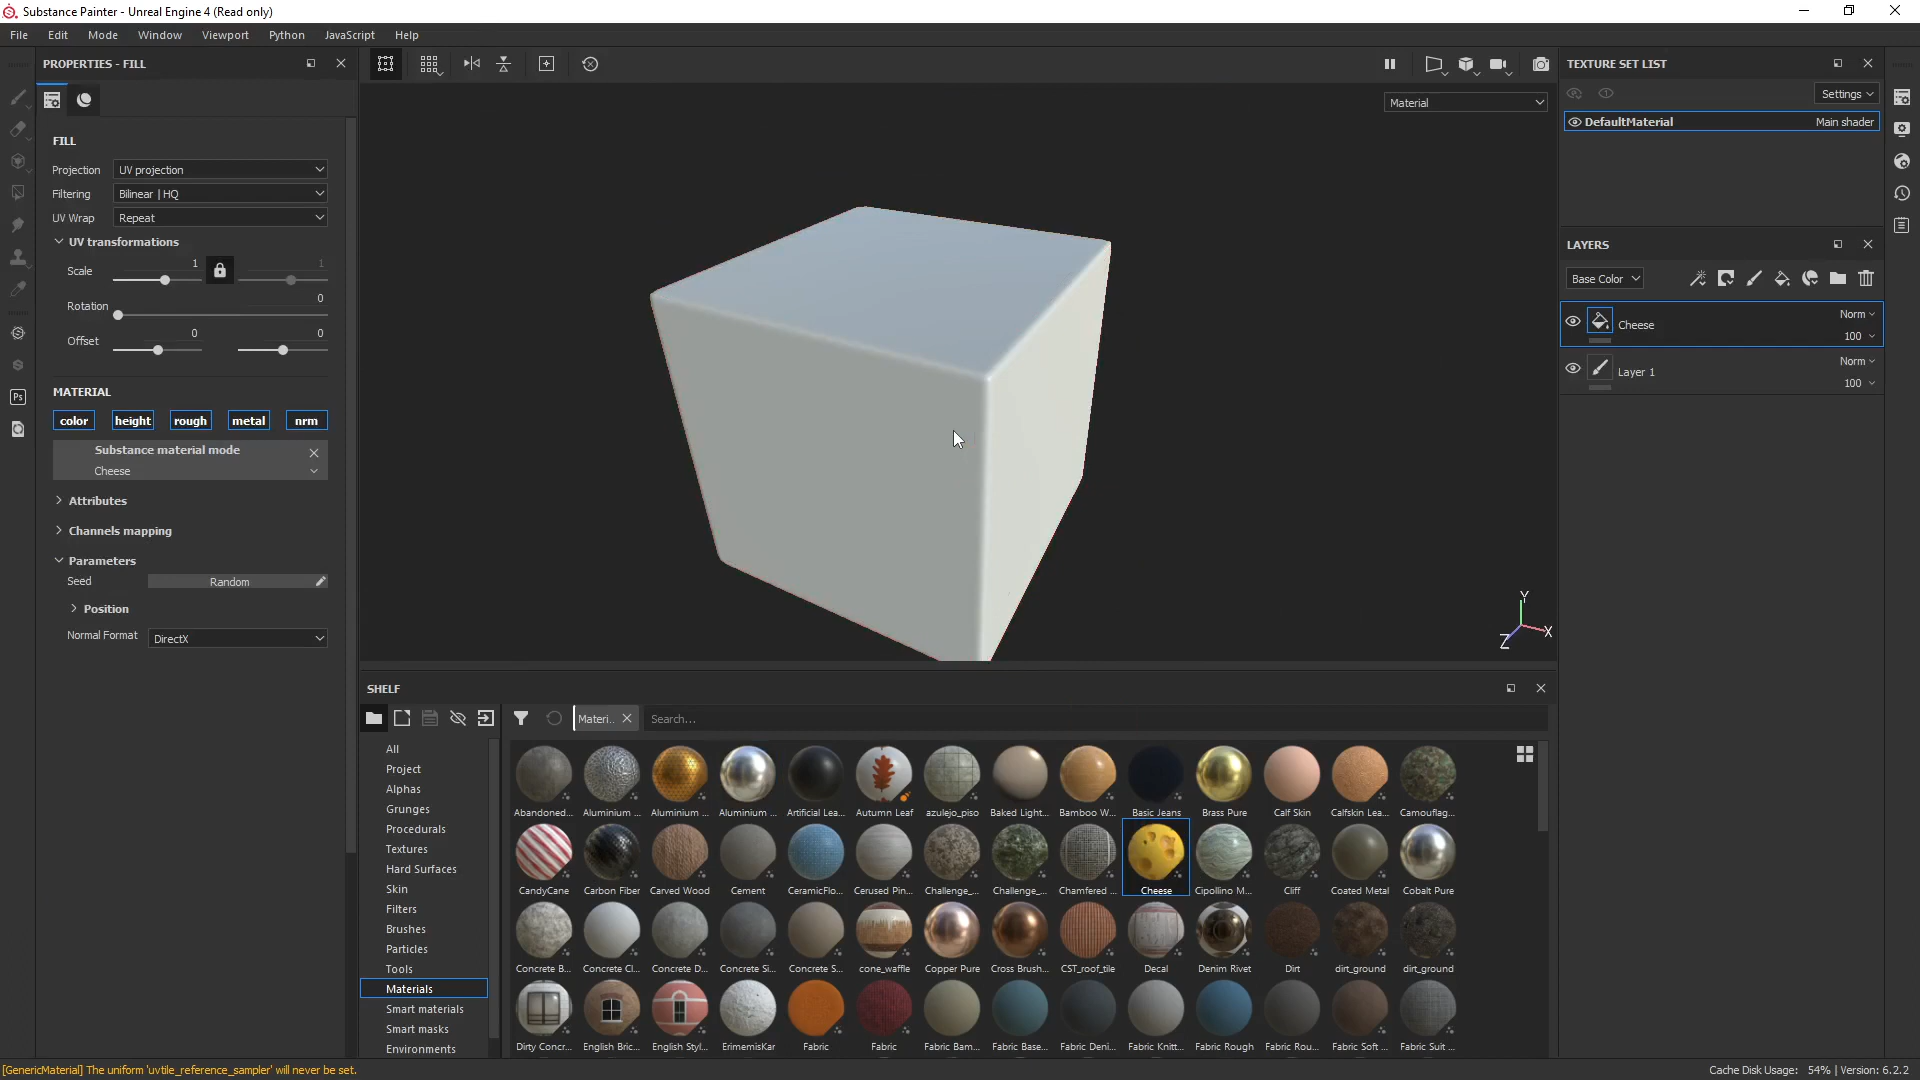 Substance Painter - Unreal Engine 4 (Read only)
File Edit Mode Window Viewport Python JavaScript Help
PROPERTIES - FILL
FILL
Projection UV projection
Filtering Bilinear | HQ
UV Wrap Repeat
UV transformations
Scale 1 1
Rotation 0
Offset 0 0
MATERIAL
color height rough metal nrm
Substance material mode
Cheese
Attributes
Channels mapping
Parameters
Seed Random
Position
Normal Format DirectX
Ps
Material
Y
X
Z
TEXTURE SET LIST
Settings
DefaultMaterial Main shader
LAYERS
Base Color
Cheese Norm 100
Layer 1 Norm 100
SHELF
Materi.. Search...
All
Project
Alphas
Grunges
Procedurals
Textures
Hard Surfaces
Skin
Filters
Brushes
Particles
Tools
Materials
Smart materials
Smart masks
Environments
Abandoned... Aluminium ... Aluminium ... Aluminium ... Artificial Lea... Autumn Leaf azulejo_piso Baked Light... Bamboo W... Basic Jeans Brass Pure Calf Skin Calfskin Lea... Camouflag...
CandyCane Carbon Fiber Carved Wood Cement CeramicFlo... Cerused Pin... Challenge_... Challenge_... Chamfered ... Cheese Cipollino M... Cliff Coated Metal Cobalt Pure
Concrete B... Concrete Cl... Concrete D... Concrete Si... Concrete S... cone_waffle Copper Pure Cross Brush... CST_roof_tile Decal Denim Rivet Dirt dirt_ground dirt_ground
Dirty Concr... English Bric... English Styl... ErimemisKar Fabric Fabric Fabric Bam... Fabric Base... Fabric Deni... Fabric Knitt... Fabric Rough Fabric Rou... Fabric Soft ... Fabric Suit ...
[GenericMaterial] The uniform 'uvtile_reference_sampler' will never be set.
Cache Disk Usage: 54% | Version: 6.2.2